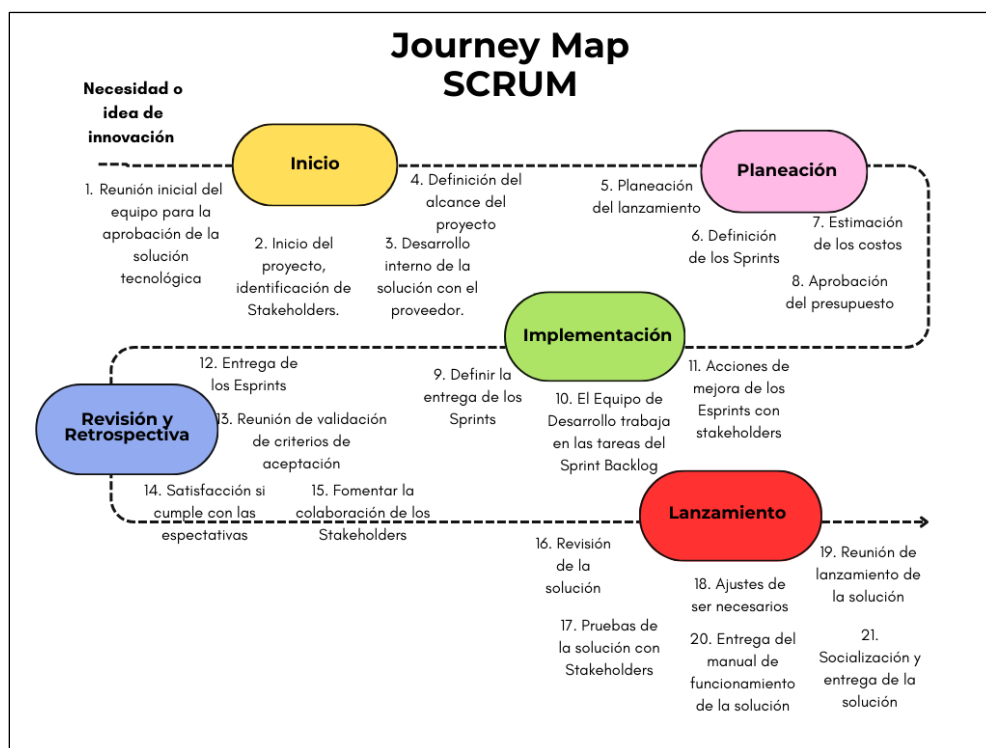 Journey Map
SCRUM
Necesidad o
idea de
innovación
Inicio
1. Reunión inicial del
equipo para la
aprobación de la
solución
tecnológica
2. Inicio del
proyecto,
identificación de
Stakeholders.
3. Desarrollo
interno de la
solución con el
proveedor.
4. Definición del
alcance del
proyecto
Planeación
5. Planeación
del lanzamiento
6. Definición
de los Sprints
7. Estimación
de los costos
8. Aprobación
del presupuesto
Implementación
9. Definir la
entrega de los
Sprints
10. El Equipo de
Desarrollo trabaja
en las tareas del
Sprint Backlog
11. Acciones de
mejora de los
Esprints con
stakeholders
Revisión y
Retrospectiva
12. Entrega de
los Esprints
13. Reunión de validación
de criterios de
aceptación
14. Satisfacción si
cumple con las
espectativas
15. Fomentar la
colaboración de los
Stakeholders
Lanzamiento
16. Revisión
de la
solución
17. Pruebas de
la solución con
Stakeholders
18. Ajustes de
ser necesarios
19. Reunión de
lanzamiento de
la solución
20. Entrega del
manual de
funcionamiento
de la solución
21.
Socialización y
entrega de la
solución